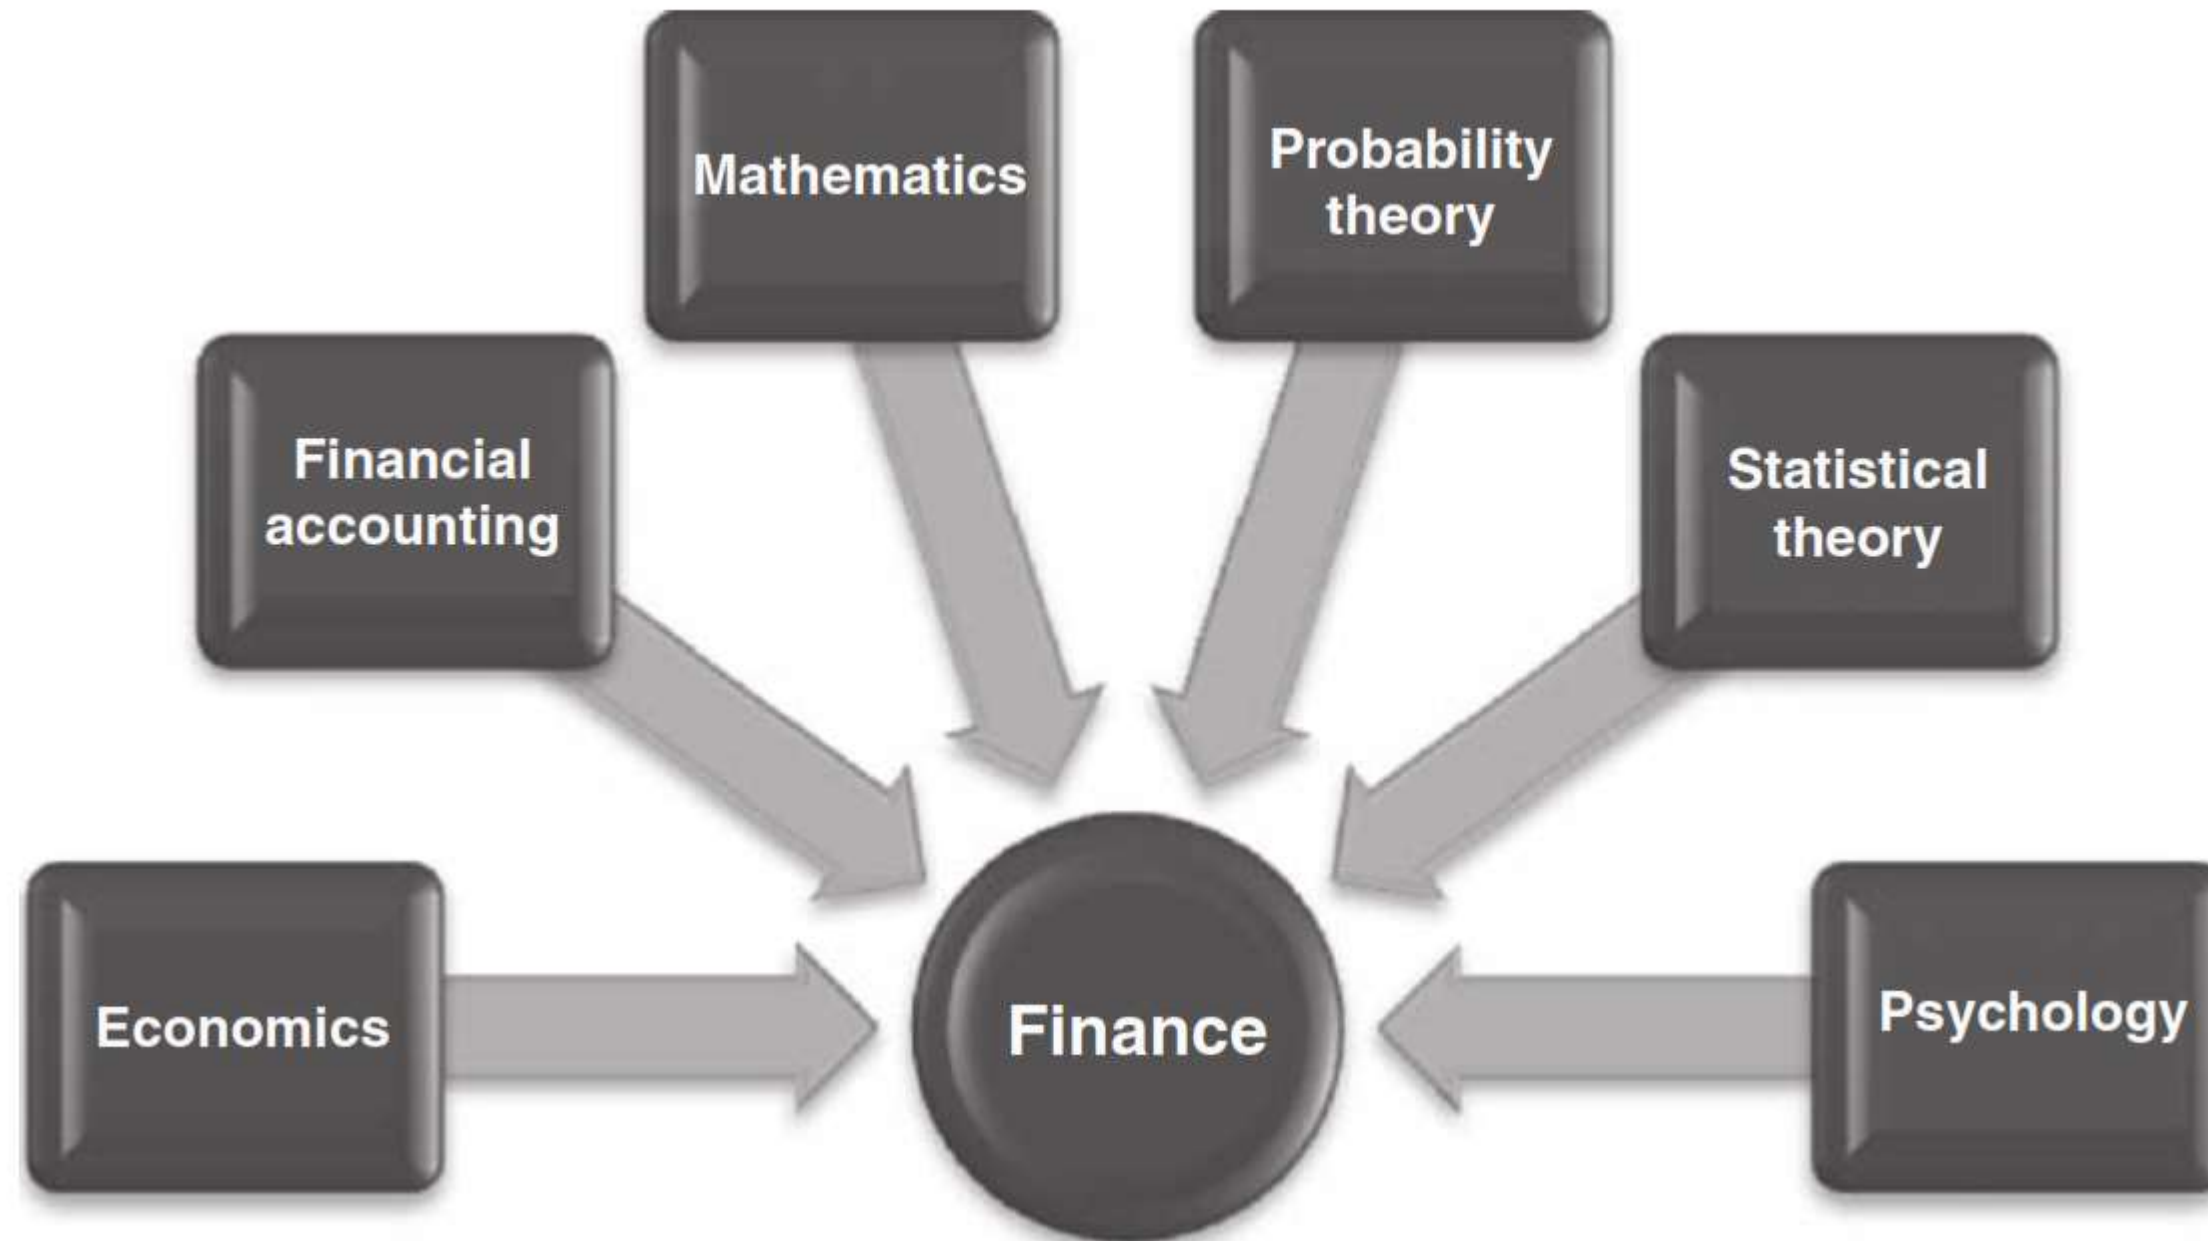 Mathematics
Probability
theory
Financial
accounting
Statistical
theory
Economics
Finance
Psychology